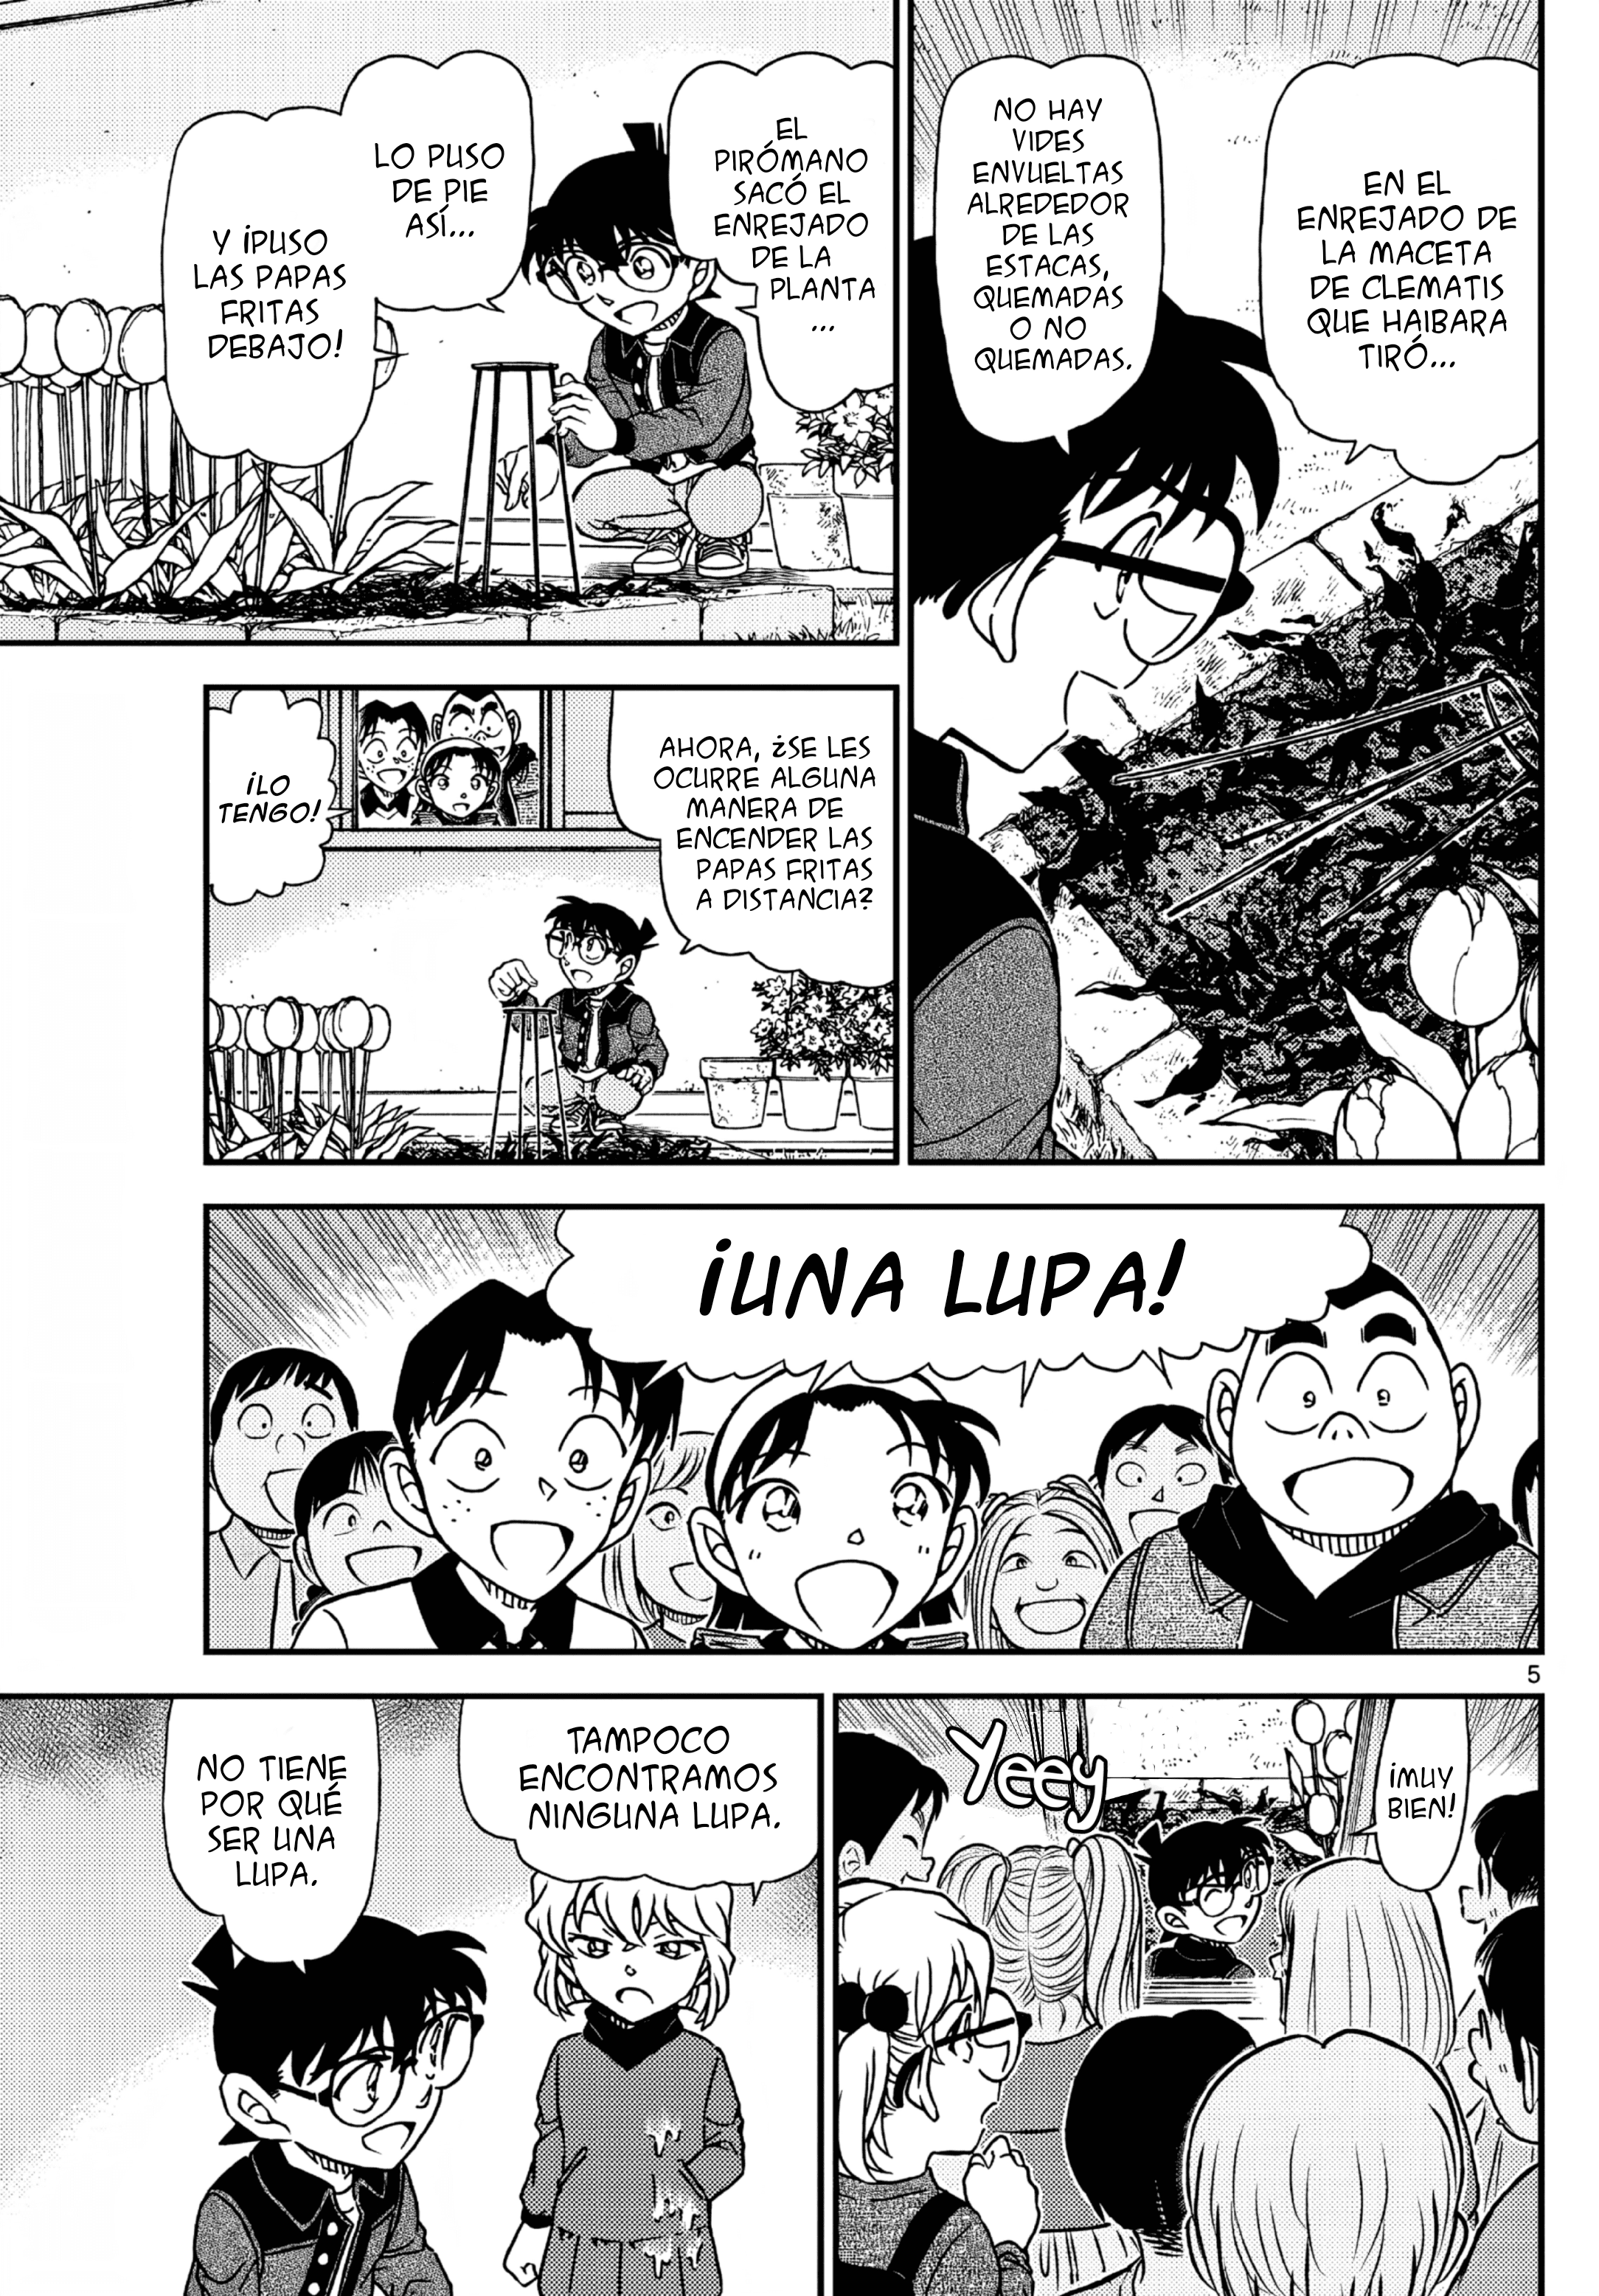 EN EL
ENREJADO DE
LA MACETA
DE CLEMATIS
QUE HAIBARA
TIRÓ...
NO HAY
VIDES
ENVUELTAS
ALREDEDOR
DE LAS
ESTACAS,
QUEMADAS
O NO
QUEMADAS.
EL
PIRÓMANO
SACÓ EL
ENREJADO
DE LA
PLANTA
...
LO PUSO
DE PIE
ASÍ...
Y ¡PUSO
LAS PAPAS
FRITAS
DEBAJO!
AHORA, ¿SE LES
OCURRE ALGUNA
MANERA DE
ENCENDER LAS
PAPAS FRITAS
A DISTANCIA?
¡LO
TENGO!
¡UNA LUPA!
5
¡MUY
BIEN!
Yeey
TAMPOCO
ENCONTRAMOS
NINGUNA LUPA.
NO TIENE
POR QUÉ
SER UNA
LUPA.